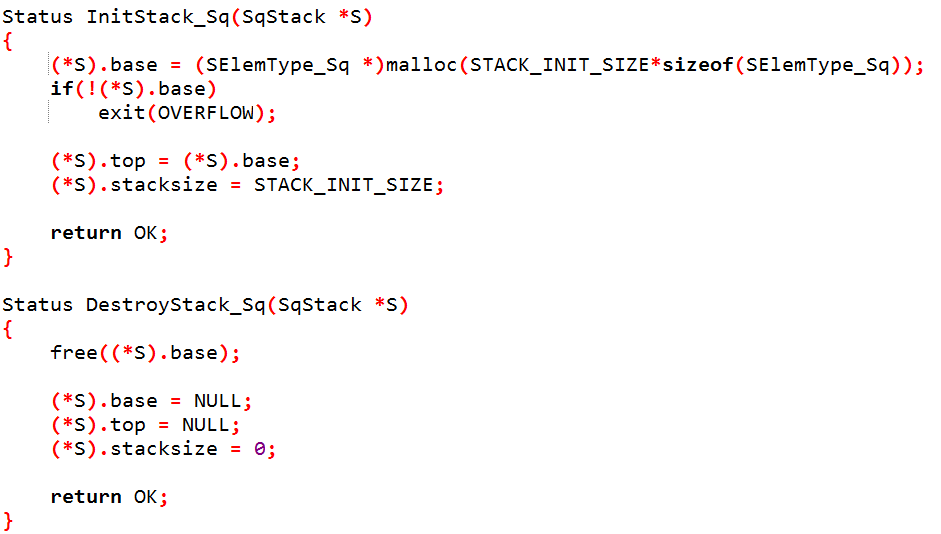 Status InitStack_Sq(SqStack *S)
{
    (*S).base = (SElemType_Sq *)malloc(STACK_INIT_SIZE*sizeof(SElemType_Sq));
    if(!(*S).base)
        exit(OVERFLOW);

    (*S).top = (*S).base;
    (*S).stacksize = STACK_INIT_SIZE;

    return OK;
}

Status DestroyStack_Sq(SqStack *S)
{
    free((*S).base);

    (*S).base = NULL;
    (*S).top = NULL;
    (*S).stacksize = 0;

    return OK;
}